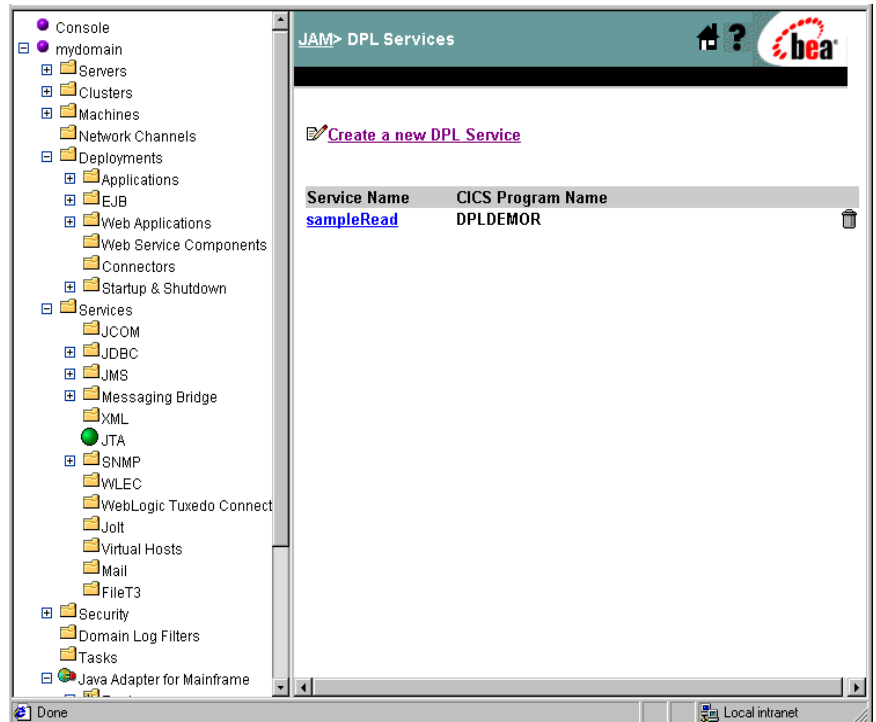 Console
mydomain
Servers
Clusters
Machines
Network Channels
Deployments
Applications
EJB
Web Applications
Web Service Components
Connectors
Startup & Shutdown
Services
JCOM
JDBC
JMS
Messaging Bridge
XML
JTA
SNMP
WLEC
WebLogic Tuxedo Connect
Jolt
Virtual Hosts
Mail
FileT3
Security
Domain Log Filters
Tasks
Java Adapter for Mainframe
JAM> DPL Services
?
bea
Create a new DPL Service
Service Name CICS Program Name
sampleRead DPLDEMOR
Done Local intranet